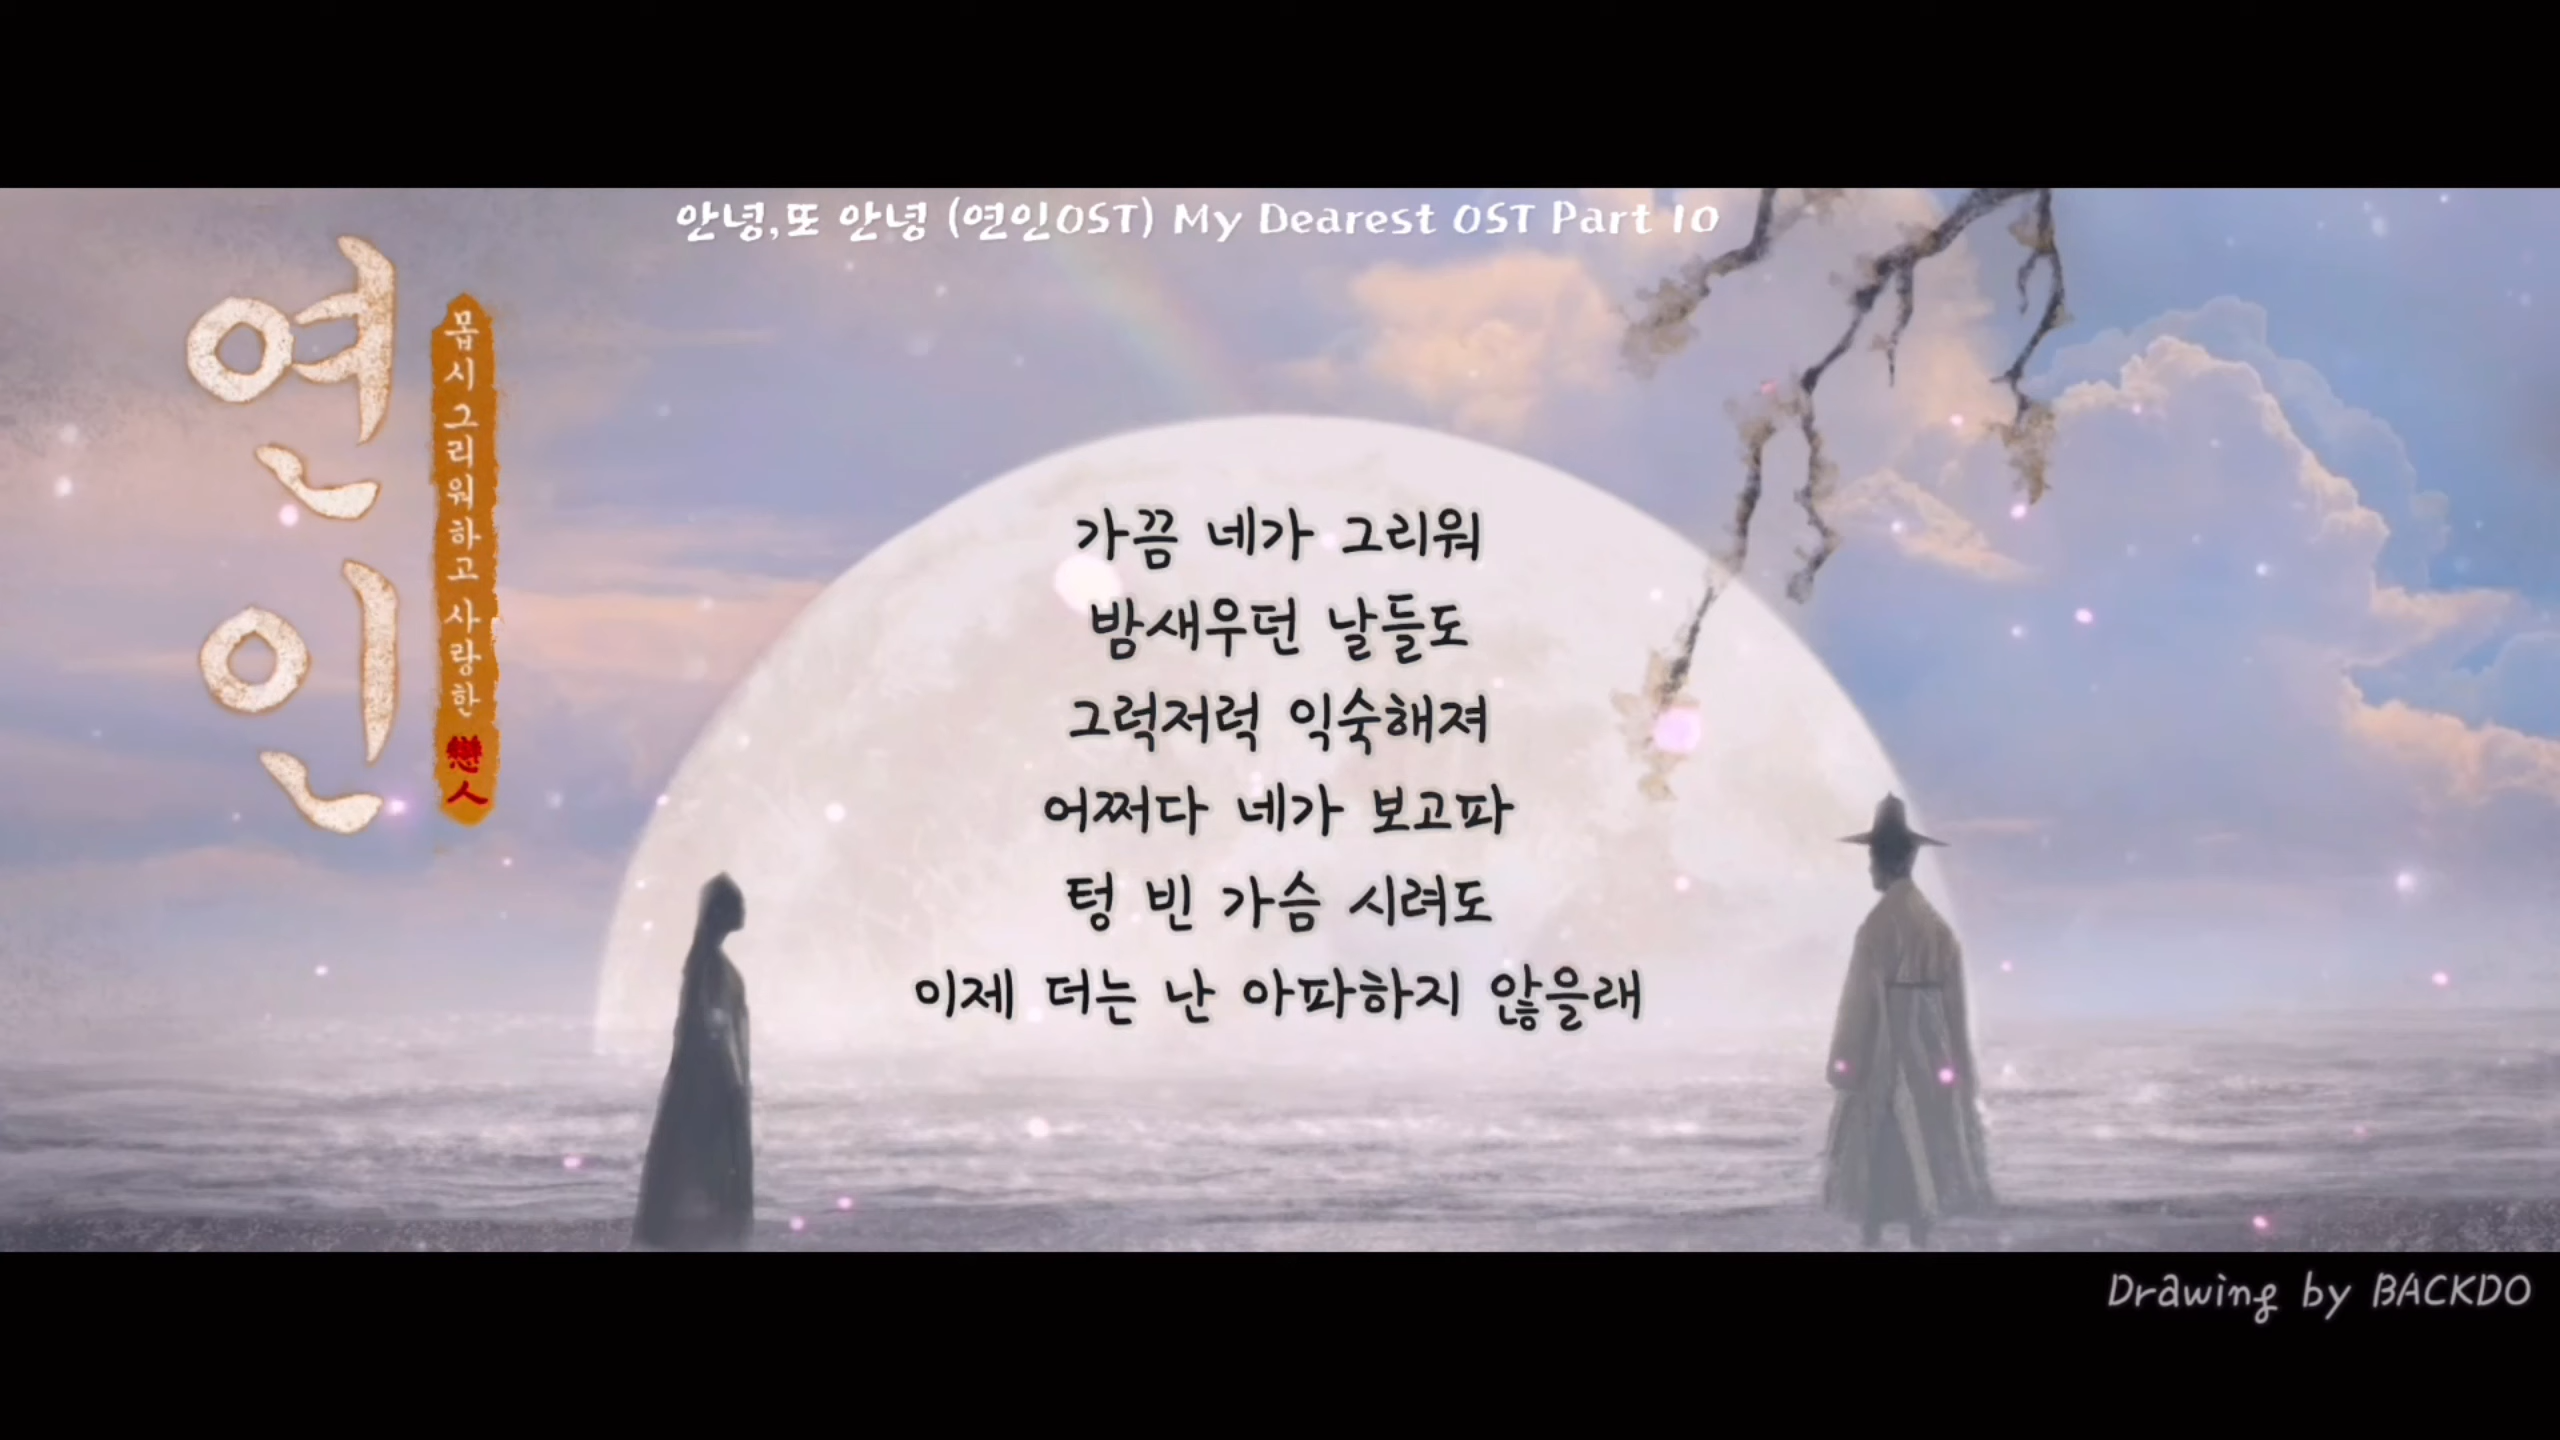 안녕,또 안녕 (연인OST) My Dearest OST Part 10
연인
몹시 그리워하고 사랑한 戀人
가끔 네가 그리워
밤새우던 날들도
그럭저럭 익숙해져
어쩌다 네가 보고파
텅 빈 가슴 시려도
이제 더는 난 아파하지 않을래
Drawing by BACKDO